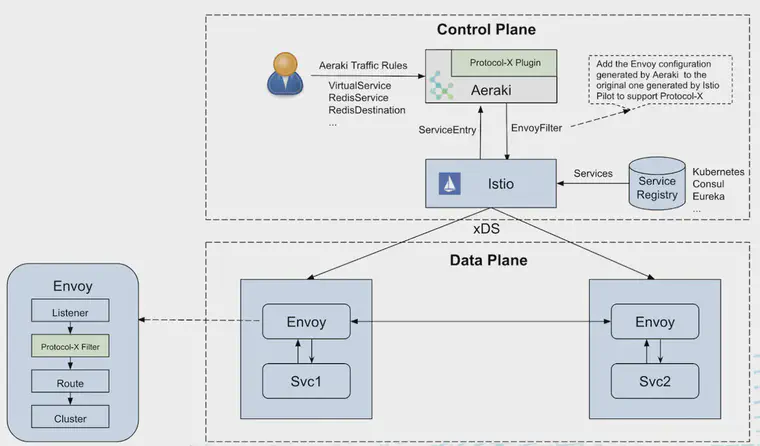 Control Plane
Aeraki Traffic Rules
VirtualService
RedisService
RedisDestination
...
Protocol-X Plugin
Aeraki
Add the Envoy configuration
generated by Aeraki to the
original one generated by Istio
Pilot to support Protocol-X
ServiceEntry
EnvoyFilter
Istio
Services
Service
Registry
Kubernetes
Consul
Eureka
...
xDS
Data Plane
Envoy
Listener
Protocol-X Filter
Route
Cluster
Envoy
Svc1
Envoy
Svc2